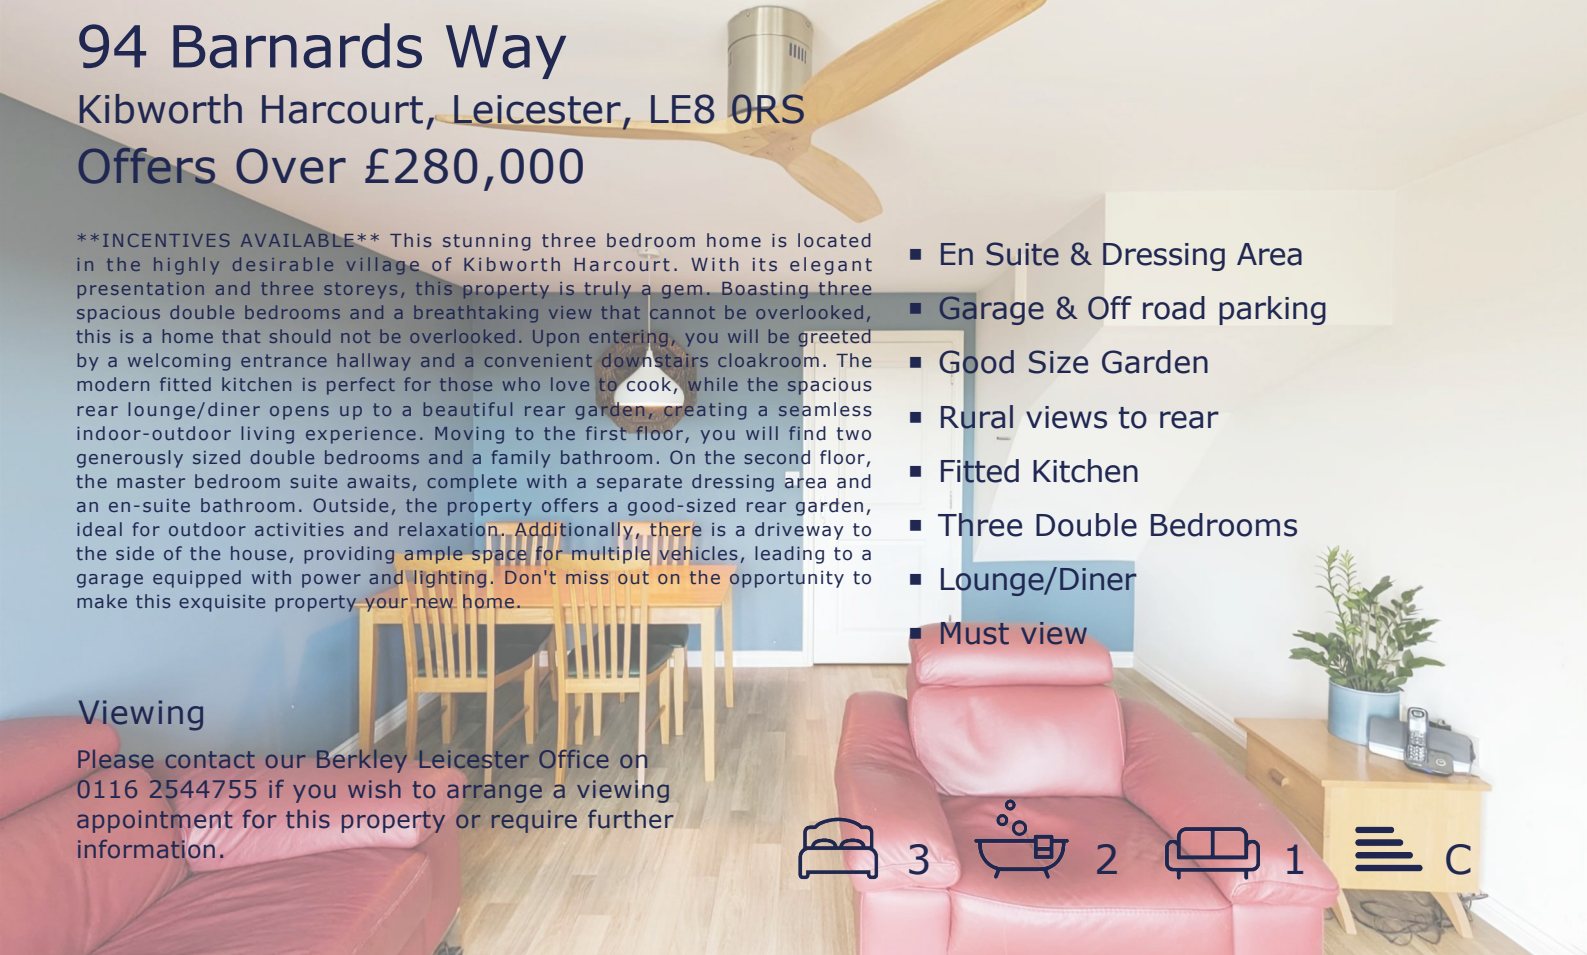 94 Barnards Way
Kibworth Harcourt, Leicester, LE8 0RS
Offers Over £280,000
**INCENTIVES AVAILABLE** This stunning three bedroom home is located
in the highly desirable village of Kibworth Harcourt. With its elegant
presentation and three storeys, this property is truly a gem. Boasting three
spacious double bedrooms and a breathtaking view that cannot be overlooked,
this is a home that should not be overlooked. Upon entering, you will be greeted
by a welcoming entrance hallway and a convenient downstairs cloakroom. The
modern fitted kitchen is perfect for those who love to cook, while the spacious
rear lounge/diner opens up to a beautiful rear garden, creating a seamless
indoor-outdoor living experience. Moving to the first floor, you will find two
generously sized double bedrooms and a family bathroom. On the second floor,
the master bedroom suite awaits, complete with a separate dressing area and
an en-suite bathroom. Outside, the property offers a good-sized rear garden,
ideal for outdoor activities and relaxation. Additionally, there is a driveway to
the side of the house, providing ample space for multiple vehicles, leading to a
garage equipped with power and lighting. Don't miss out on the opportunity to
make this exquisite property your new home.
▪ En Suite & Dressing Area
▪ Garage & Off road parking
▪ Good Size Garden
▪ Rural views to rear
▪ Fitted Kitchen
▪ Three Double Bedrooms
▪ Lounge/Diner
▪ Must view
Viewing
Please contact our Berkley Leicester Office on
0116 2544755 if you wish to arrange a viewing
appointment for this property or require further
information.
3 2 1 C